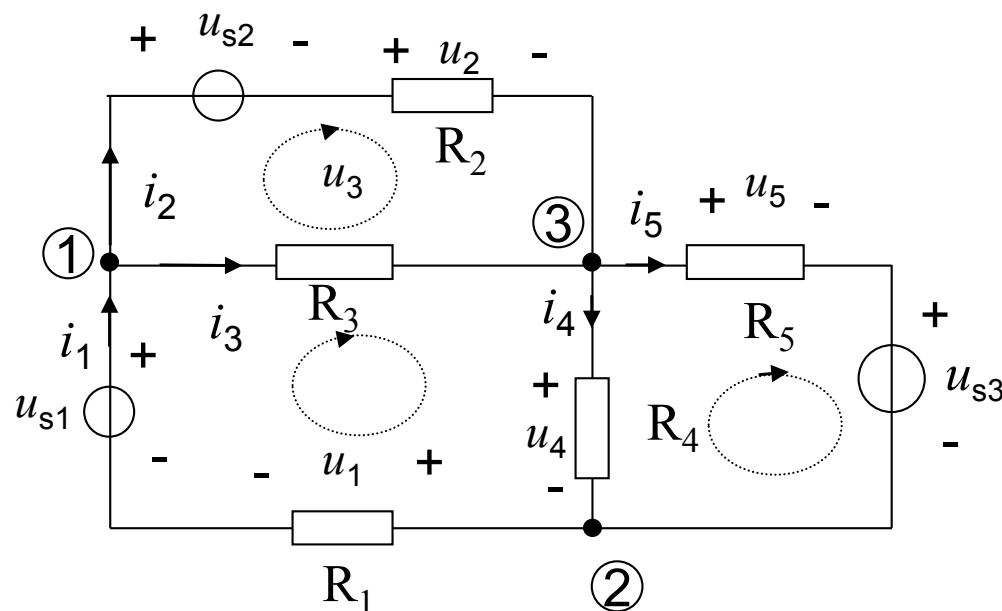 + us2 - + u2 -
R2
u3
i2
① ③ i5 + u5 -
i3 R3 i4 R5
i1 + +
us1 + us3
u4 R4
- - u1 + - -
R1 ②